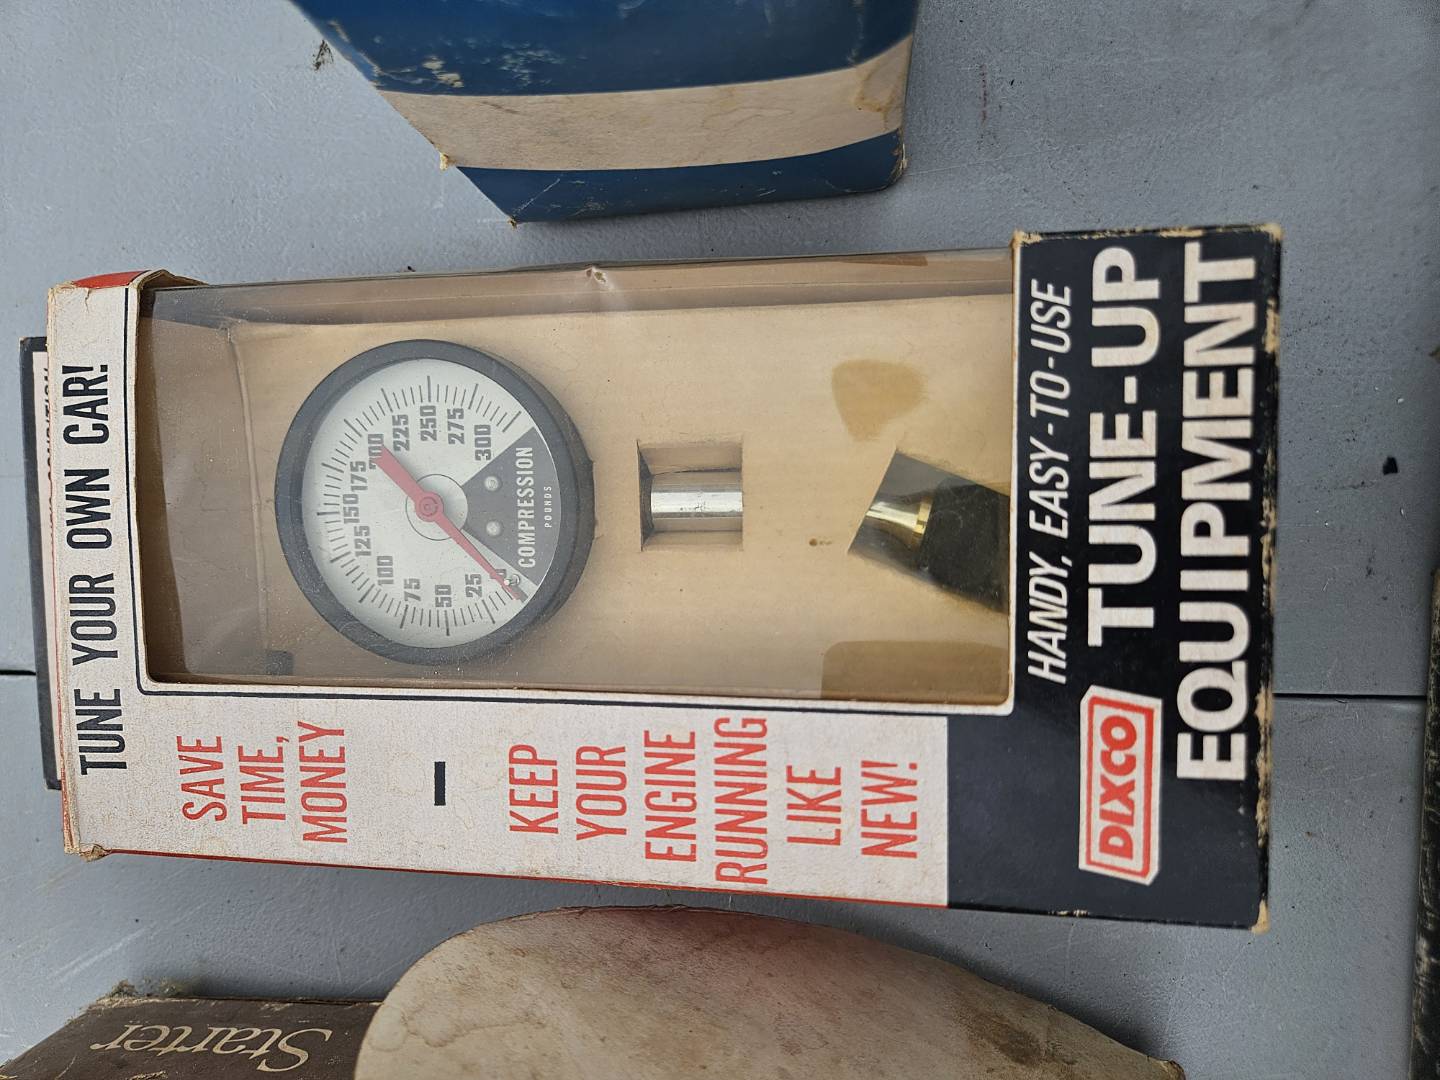 TUNE YOUR OWN CAR!
SAVE
TIME,
MONEY
-
KEEP
YOUR
ENGINE
RUNNING
LIKE
NEW!
0
25
50
75
100
125
150
175
200
225
250
275
300
COMPRESSION
POUNDS
HANDY, EASY-TO-USE
DIXCO TUNE-UP
EQUIPMENT
Starter